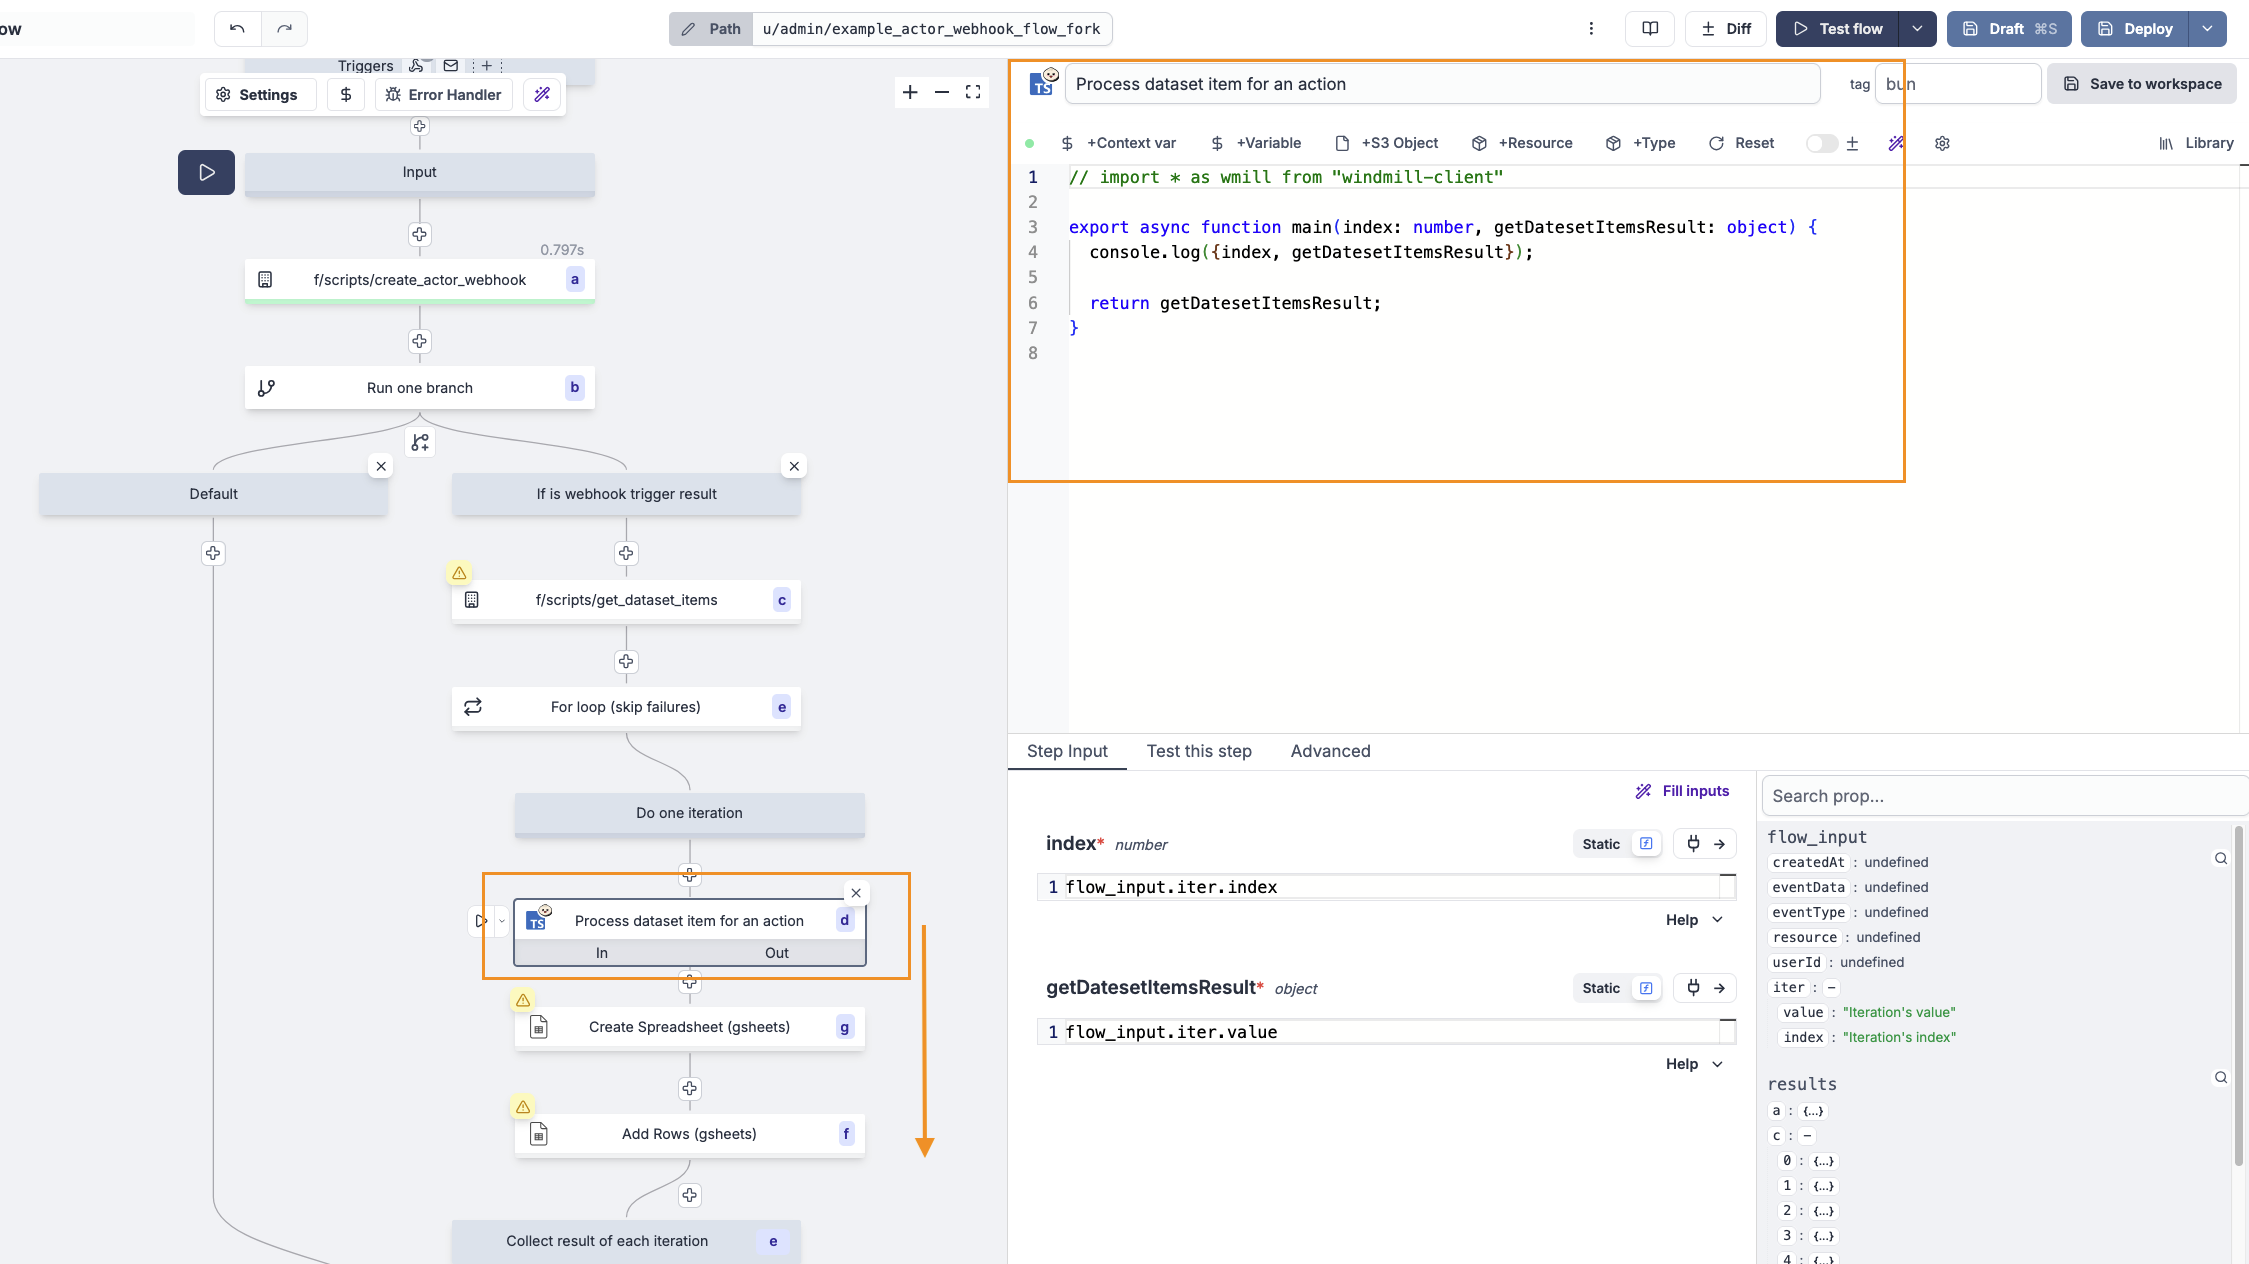 ow
Path
u/admin/example_actor_webhook_flow_fork
Diff
Test flow
Draft ⌘S
Deploy
Triggers
Settings
$
Error Handler
Input
0.797s
f/scripts/create_actor_webhook
a
Run one branch
b
Default
If is webhook trigger result
f/scripts/get_dataset_items
c
For loop (skip failures)
e
Do one iteration
TS
Process dataset item for an action
d
In
Out
Create Spreadsheet (gsheets)
g
Add Rows (gsheets)
f
Collect result of each iteration
e
TS
Process dataset item for an action
tag
bun
Save to workspace
$ +Context var
$ +Variable
+S3 Object
+Resource
+Type
Reset
Library
1 // import * as wmill from "windmill-client"
2
3 export async function main(index: number, getDatesetItemsResult: object) {
4 console.log({index, getDatesetItemsResult});
5
6 return getDatesetItemsResult;
7 }
8
Step Input
Test this step
Advanced
Fill inputs
index* number
Static
1 flow_input.iter.index
Help
getDatesetItemsResult* object
Static
1 flow_input.iter.value
Help
Search prop...
flow_input
createdAt : undefined
eventData : undefined
eventType : undefined
resource : undefined
userId : undefined
iter : -
value : "Iteration's value"
index : "Iteration's index"
results
a : {...}
c : -
0 : {...}
1 : {...}
2 : {...}
3 : {...}
4 : {...}